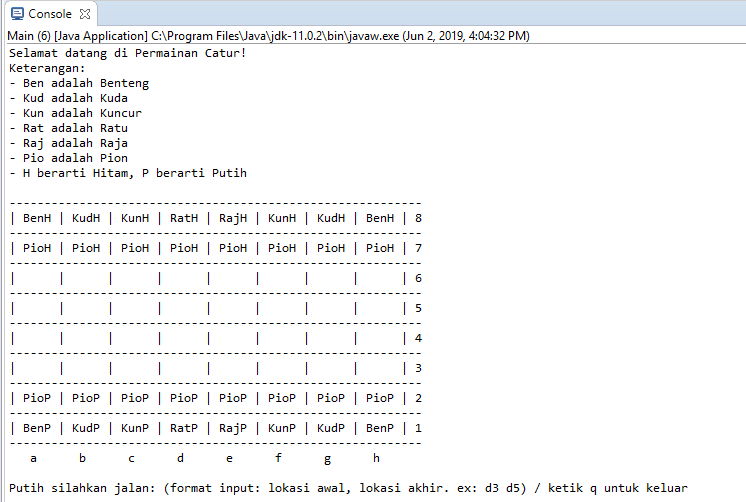 Console
Main (6) [Java Application] C:\Program Files\Java\jdk-11.0.2\bin\javaw.exe (Jun 2, 2019, 4:04:32 PM)
Selamat datang di Permainan Catur!
Keterangan:
- Ben adalah Benteng
- Kud adalah Kuda
- Kun adalah Kuncur
- Rat adalah Ratu
- Raj adalah Raja
- Pio adalah Pion
- H berarti Hitam, P berarti Putih
--------------------------------------------------------
| BenH | KudH | KunH | RatH | RajH | KunH | KudH | BenH | 8
--------------------------------------------------------
| PioH | PioH | PioH | PioH | PioH | PioH | PioH | PioH | 7
--------------------------------------------------------
|      |      |      |      |      |      |      |      | 6
--------------------------------------------------------
|      |      |      |      |      |      |      |      | 5
--------------------------------------------------------
|      |      |      |      |      |      |      |      | 4
--------------------------------------------------------
|      |      |      |      |      |      |      |      | 3
--------------------------------------------------------
| PioP | PioP | PioP | PioP | PioP | PioP | PioP | PioP | 2
--------------------------------------------------------
| BenP | KudP | KunP | RatP | RajP | KunP | KudP | BenP | 1
--------------------------------------------------------
a b c d e f g h
Putih silahkan jalan: (format input: lokasi awal, lokasi akhir. ex: d3 d5) / ketik q untuk keluar